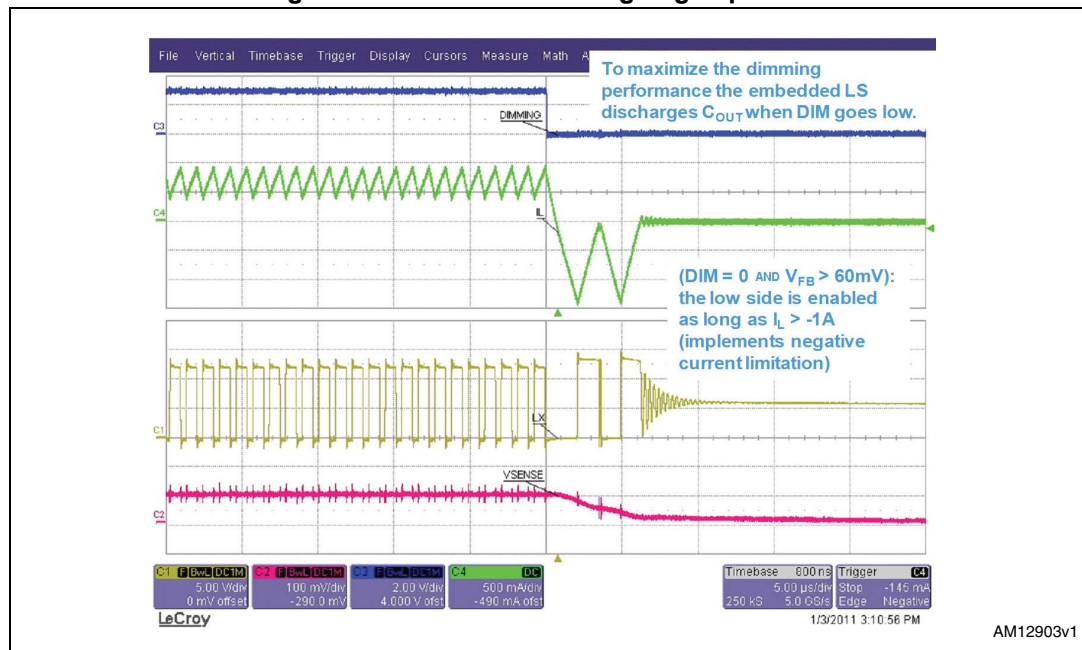 File Vertical Timebase Trigger Display Cursors Measure Math A
To maximize the dimming
performance the embedded LS
discharges COUT when DIM goes low.
DIMMING
C3
C4
IL
(DIM = 0 AND VFB > 60mV):
the low side is enabled
as long as IL > -1A
(implements negative
current limitation)
LX
C1
VSENSE
C2
C1 F BwL DC1M C2 F BwL DC1M C3 F BwL DC1M C4 DC
5.00 V/div 100 mV/div 2.00 V/div 500 mA/div
0 mV offset -290.0 mV 4.000 V ofst -490 mA ofst
Timebase 800 ns Trigger C4
5.00 µs/div Stop -145 mA
250 kS 5.0 GS/s Edge Negative
LeCroy
1/3/2011 3:10:56 PM
AM12903v1